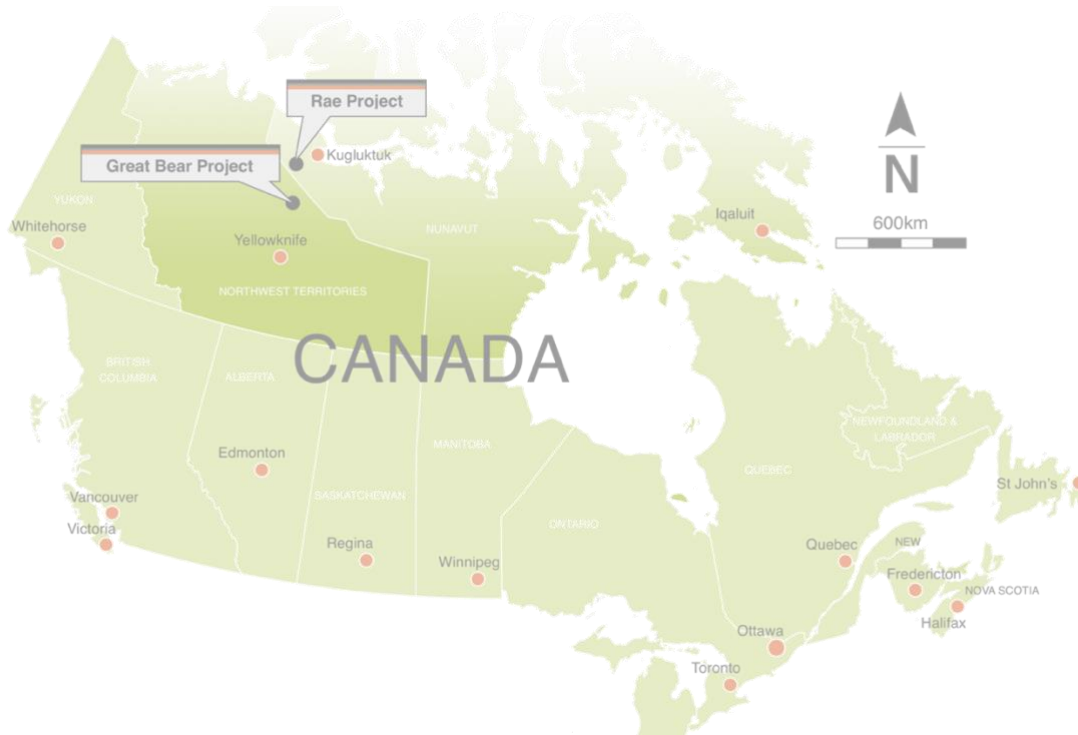 Rae Project
Kugluktuk
Great Bear Project
N
YUKON
Whitehorse
Iqaluit
600km
NUNAVUT
Yellowknife
NORTHWEST TERRITORIES
CANADA
BRITISH
COLUMBIA
ALBERTA
NEWFOUNDLAND &
LABRADOR
MANITOBA
Edmonton
QUEBEC
St John's
SASKATCHEWAN
Vancouver
Victoria
ONTARIO
Regina
Winnipeg
Quebec
NEW
Fredericton
NOVA SCOTIA
Halifax
Ottawa
Toronto